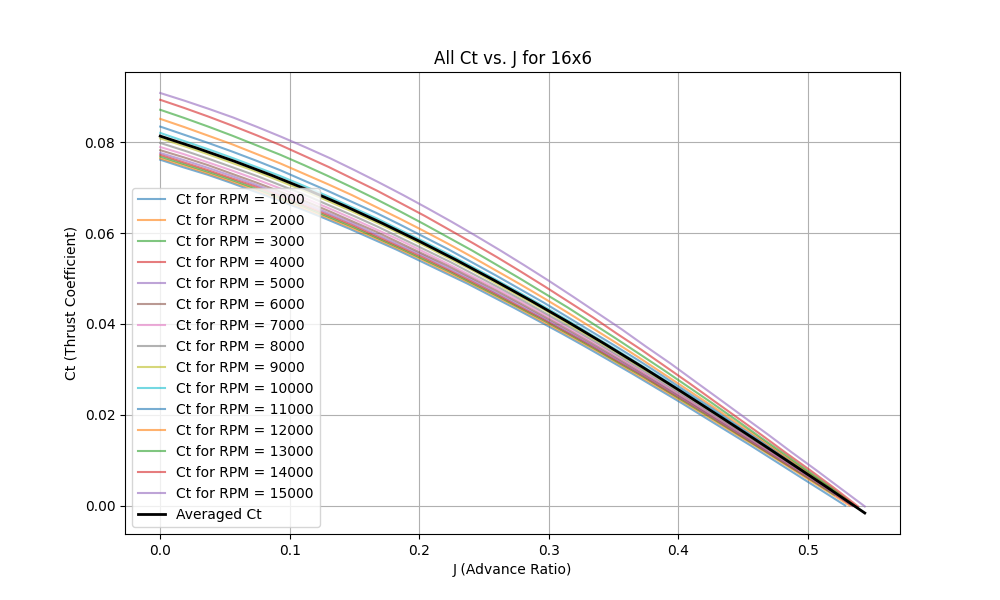 All Ct vs. J for 16x6
Ct (Thrust Coefficient)
0.08
0.06
0.04
0.02
0.00
Ct for RPM = 1000
Ct for RPM = 2000
Ct for RPM = 3000
Ct for RPM = 4000
Ct for RPM = 5000
Ct for RPM = 6000
Ct for RPM = 7000
Ct for RPM = 8000
Ct for RPM = 9000
Ct for RPM = 10000
Ct for RPM = 11000
Ct for RPM = 12000
Ct for RPM = 13000
Ct for RPM = 14000
Ct for RPM = 15000
Averaged Ct
0.0 0.1 0.2 0.3 0.4 0.5
J (Advance Ratio)